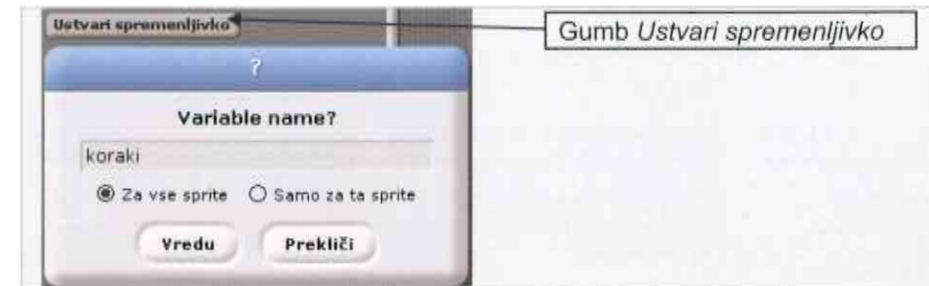 Ustvari spremenljivko
Gumb Ustvari spremenljivko
?
Variable name?
koraki
Za vse sprite Samo za ta sprite
Vredu Prekliči